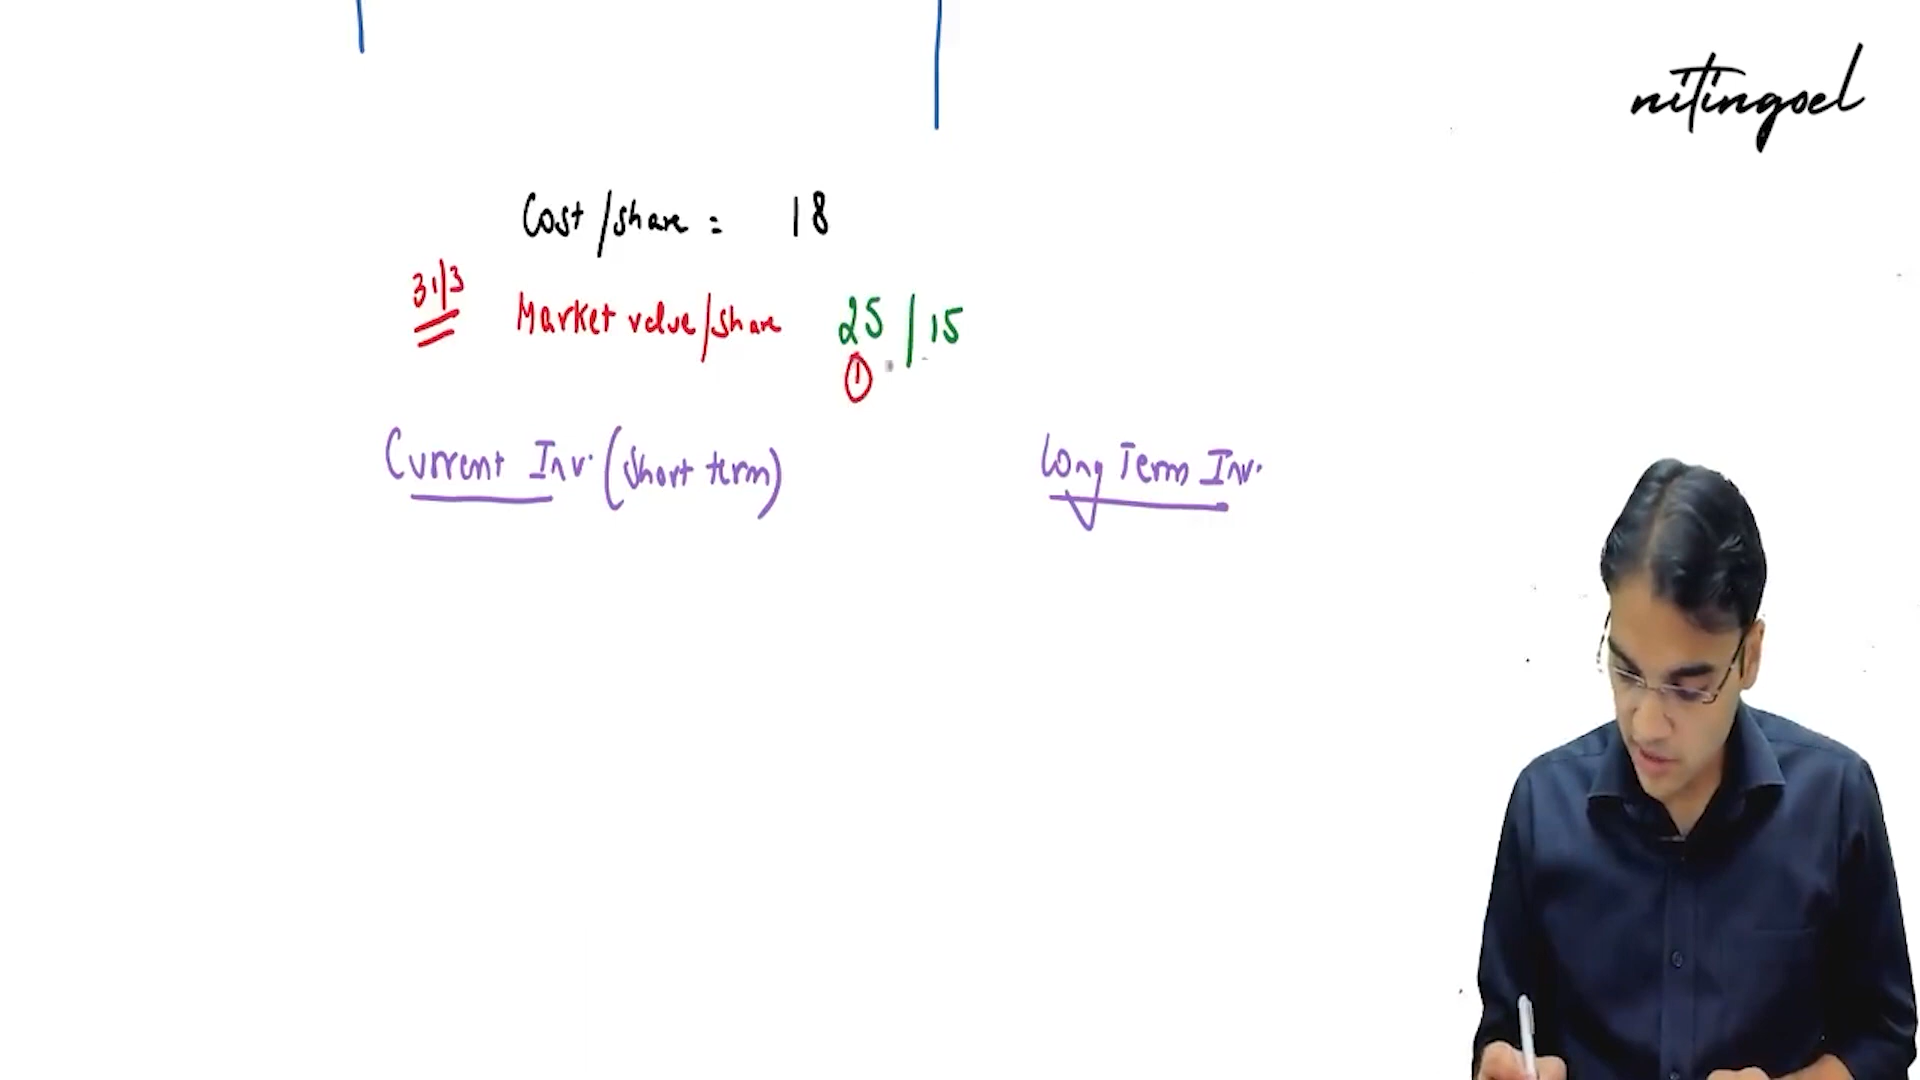 nitingoel
Cost/share = 18
31/3 Market value/share 25/15
1
Current Inv. (Short term)
Long Term Inv.